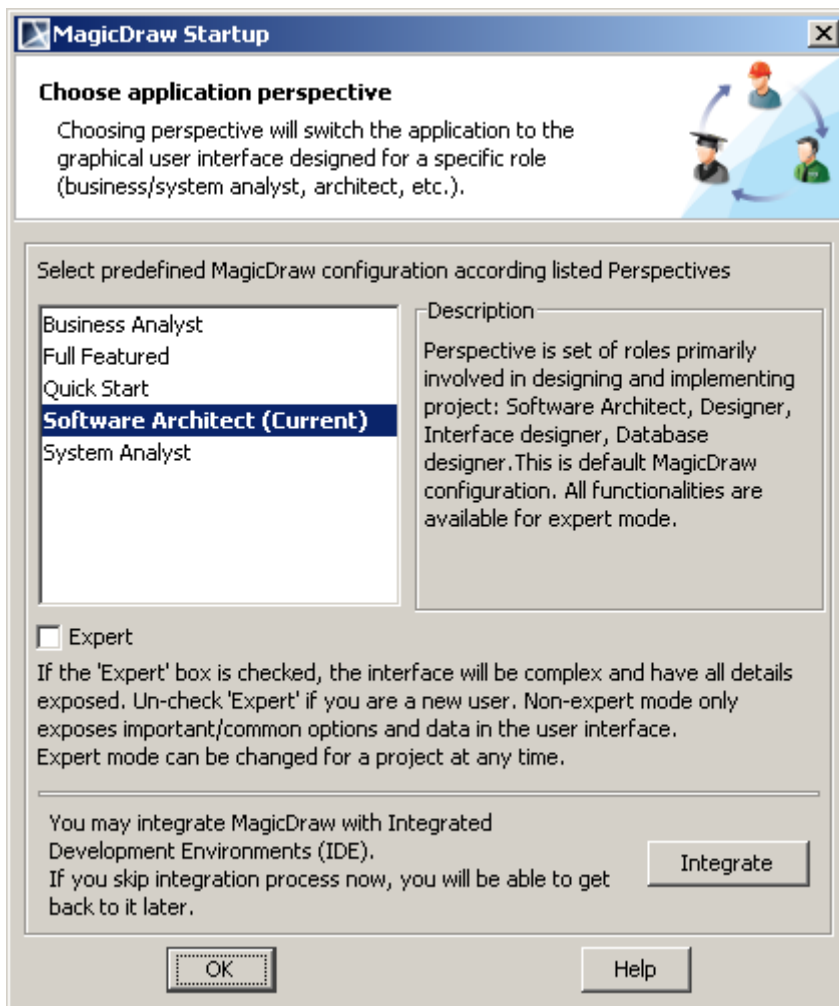 MagicDraw Startup
Choose application perspective
Choosing perspective will switch the application to the
graphical user interface designed for a specific role
(business/system analyst, architect, etc.).
Select predefined MagicDraw configuration according listed Perspectives
Business Analyst
Full Featured
Quick Start
Software Architect (Current)
System Analyst
Description
Perspective is set of roles primarily
involved in designing and implementing
project: Software Architect, Designer,
Interface designer, Database
designer.This is default MagicDraw
configuration. All functionalities are
available for expert mode.
Expert
If the 'Expert' box is checked, the interface will be complex and have all details
exposed. Un-check 'Expert' if you are a new user. Non-expert mode only
exposes important/common options and data in the user interface.
Expert mode can be changed for a project at any time.
You may integrate MagicDraw with Integrated
Development Environments (IDE).
If you skip integration process now, you will be able to get
back to it later.
Integrate
OK
Help